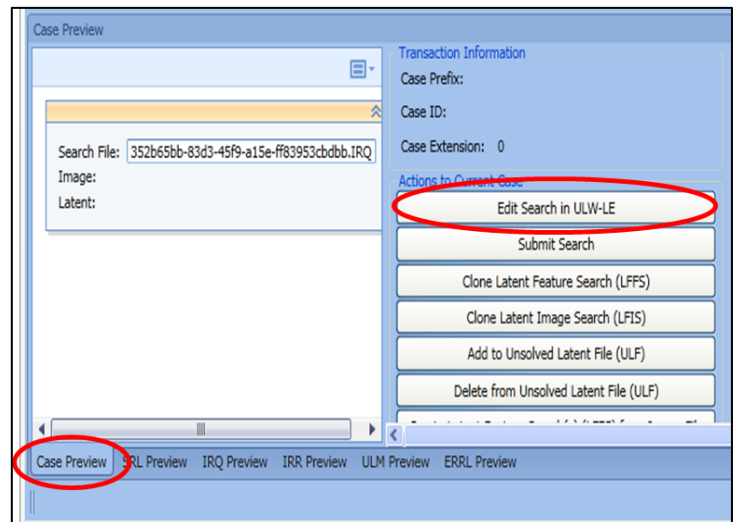 Case Preview
Search File: 352b65bb-83d3-45f9-a15e-ff83953cbdbb.IRQ
Image:
Latent:
Transaction Information
Case Prefix:
Case ID:
Case Extension: 0
Actions to Current Case
Edit Search in ULW-LE
Submit Search
Clone Latent Feature Search (LFFS)
Clone Latent Image Search (LFIS)
Add to Unsolved Latent File (ULF)
Delete from Unsolved Latent File (ULF)
Case Preview SRL Preview IRQ Preview IRR Preview ULM Preview ERRL Preview